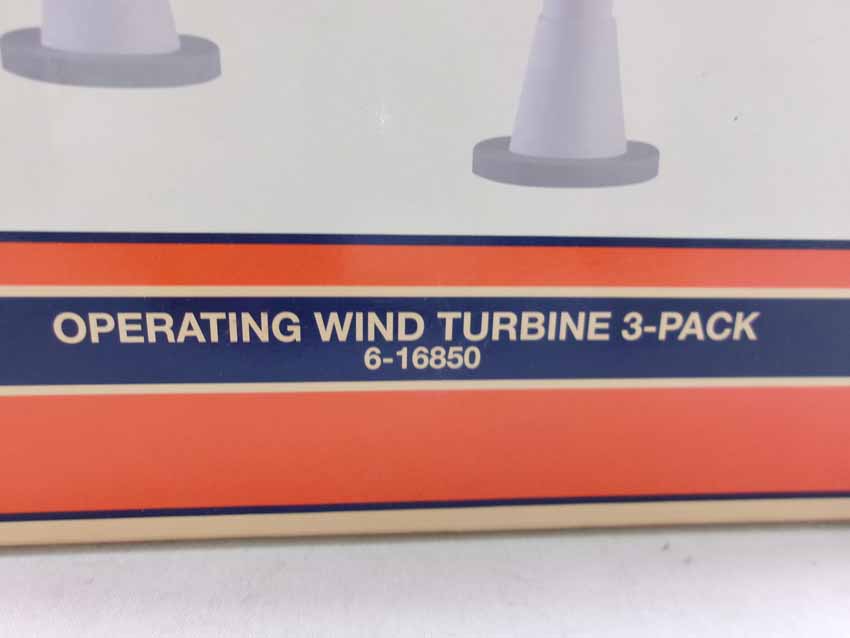 OPERATING WIND TURBINE 3-PACK
6-16850